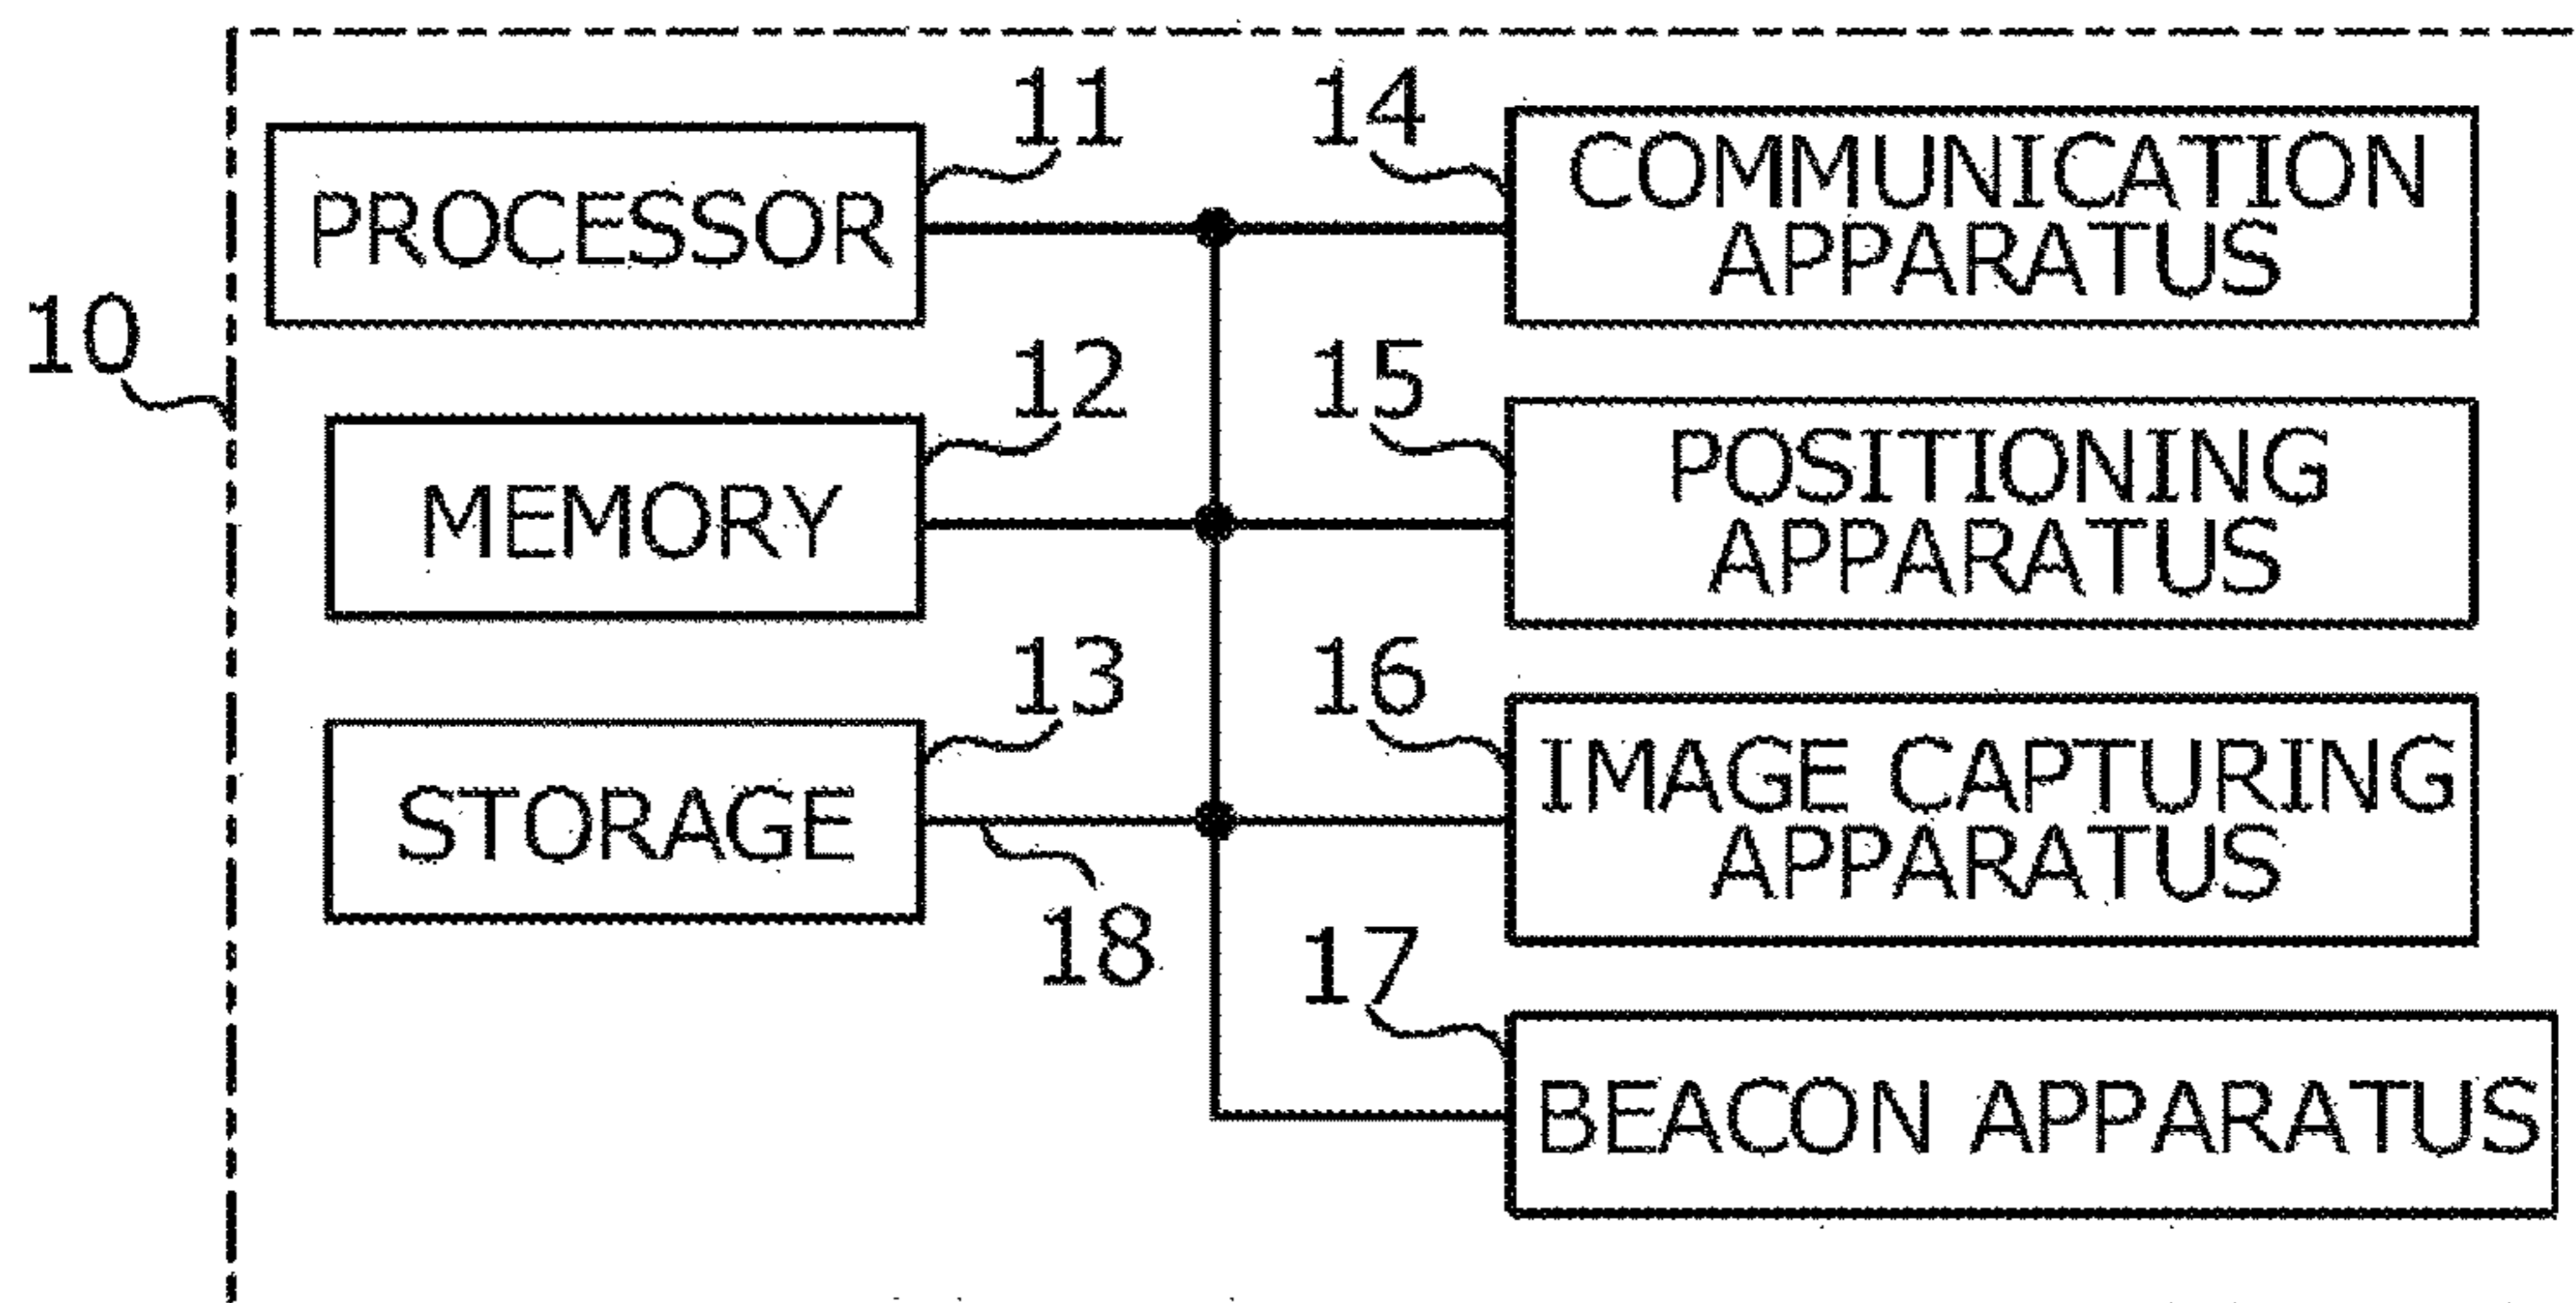 11
14
PROCESSOR
COMMUNICATION
APPARATUS
10
12
15
MEMORY
POSITIONING
APPARATUS
13
16
STORAGE
IMAGE CAPTURING
APPARATUS
18
17
BEACON APPARATUS